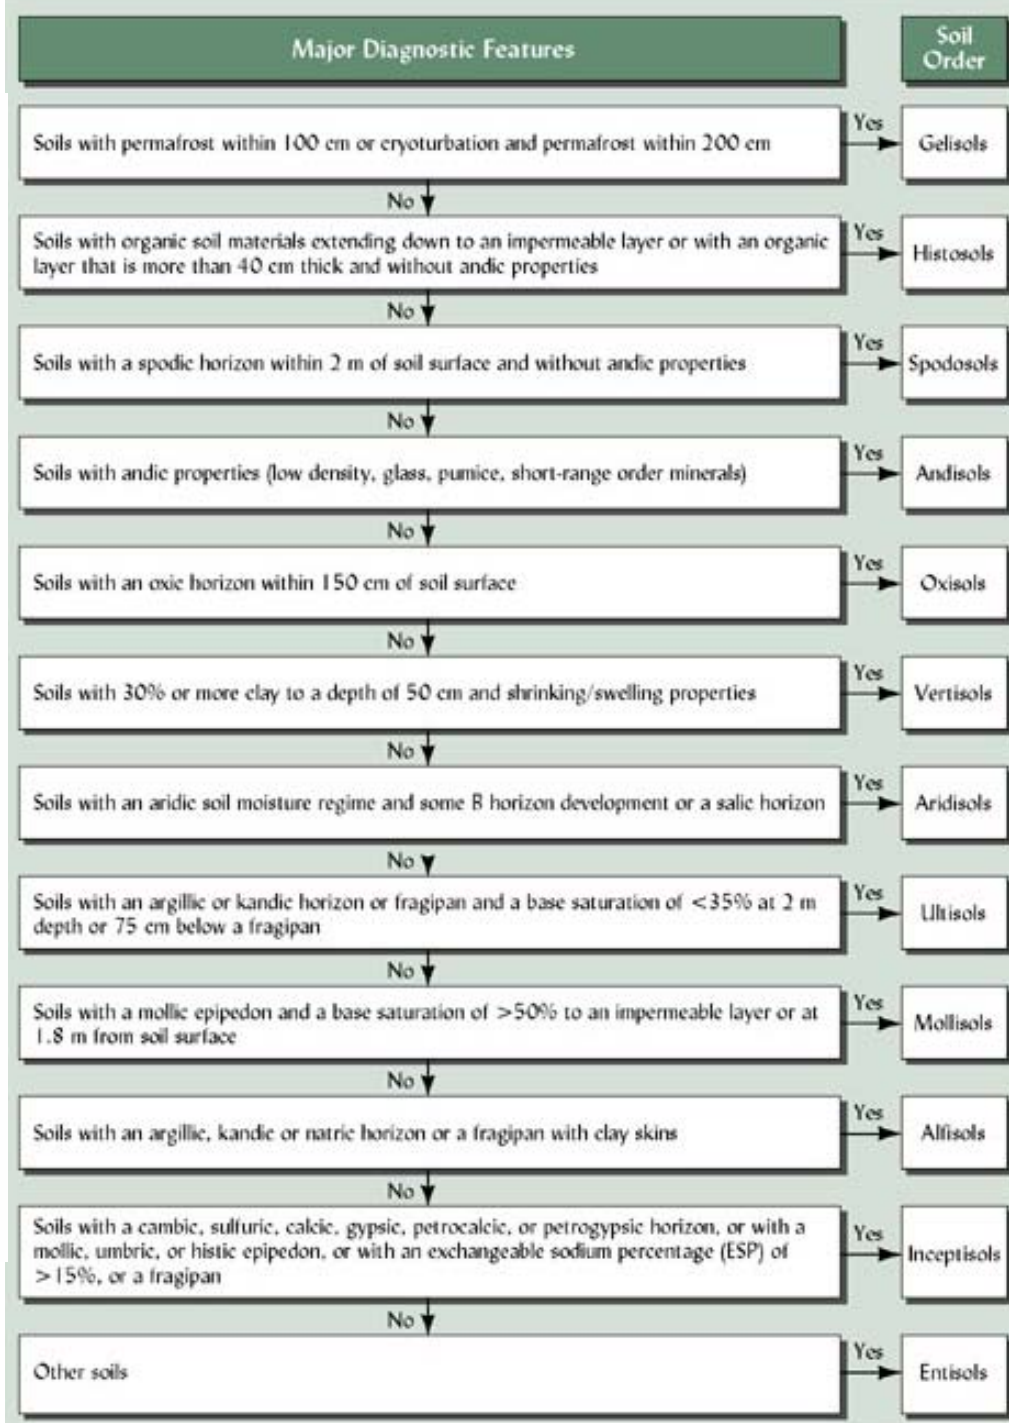 Major Diagnostic Features
Soil
Order
Soils with permafrost within 100 cm or cryoturbation and permafrost within 200 cm
Yes
Gelisols
No
Soils with organic soil materials extending down to an impermeable layer or with an organic
layer that is more than 40 cm thick and without andic properties
Yes
Histosols
No
Soils with a spodic horizon within 2 m of soil surface and without andic properties
Yes
Spodosols
No
Soils with andic properties (low density, glass, pumice, short-range order minerals)
Yes
Andisols
No
Soils with an oxic horizon within 150 cm of soil surface
Yes
Oxisols
No
Soils with 30% or more clay to a depth of 50 cm and shrinking/swelling properties
Yes
Vertisols
No
Soils with an aridic soil moisture regime and some B horizon development or a salic horizon
Yes
Aridisols
No
Soils with an argillic or kandic horizon or fragipan and a base saturation of <35% at 2 m
depth or 75 cm below a fragipan
Yes
Ultisols
No
Soils with a mollic epipedon and a base saturation of >50% to an impermeable layer or at
1.8 m from soil surface
Yes
Mollisols
No
Soils with an argillic, kandic or natric horizon or a fragipan with clay skins
Yes
Alfisols
No
Soils with a cambic, sulfuric, calcic, gypsic, petrocalcic, or petrogypsic horizon, or with a
mollic, umbric, or histic epipedon, or with an exchangeable sodium percentage (ESP) of
>15%, or a fragipan
Yes
Inceptisols
No
Other soils
Yes
Entisols